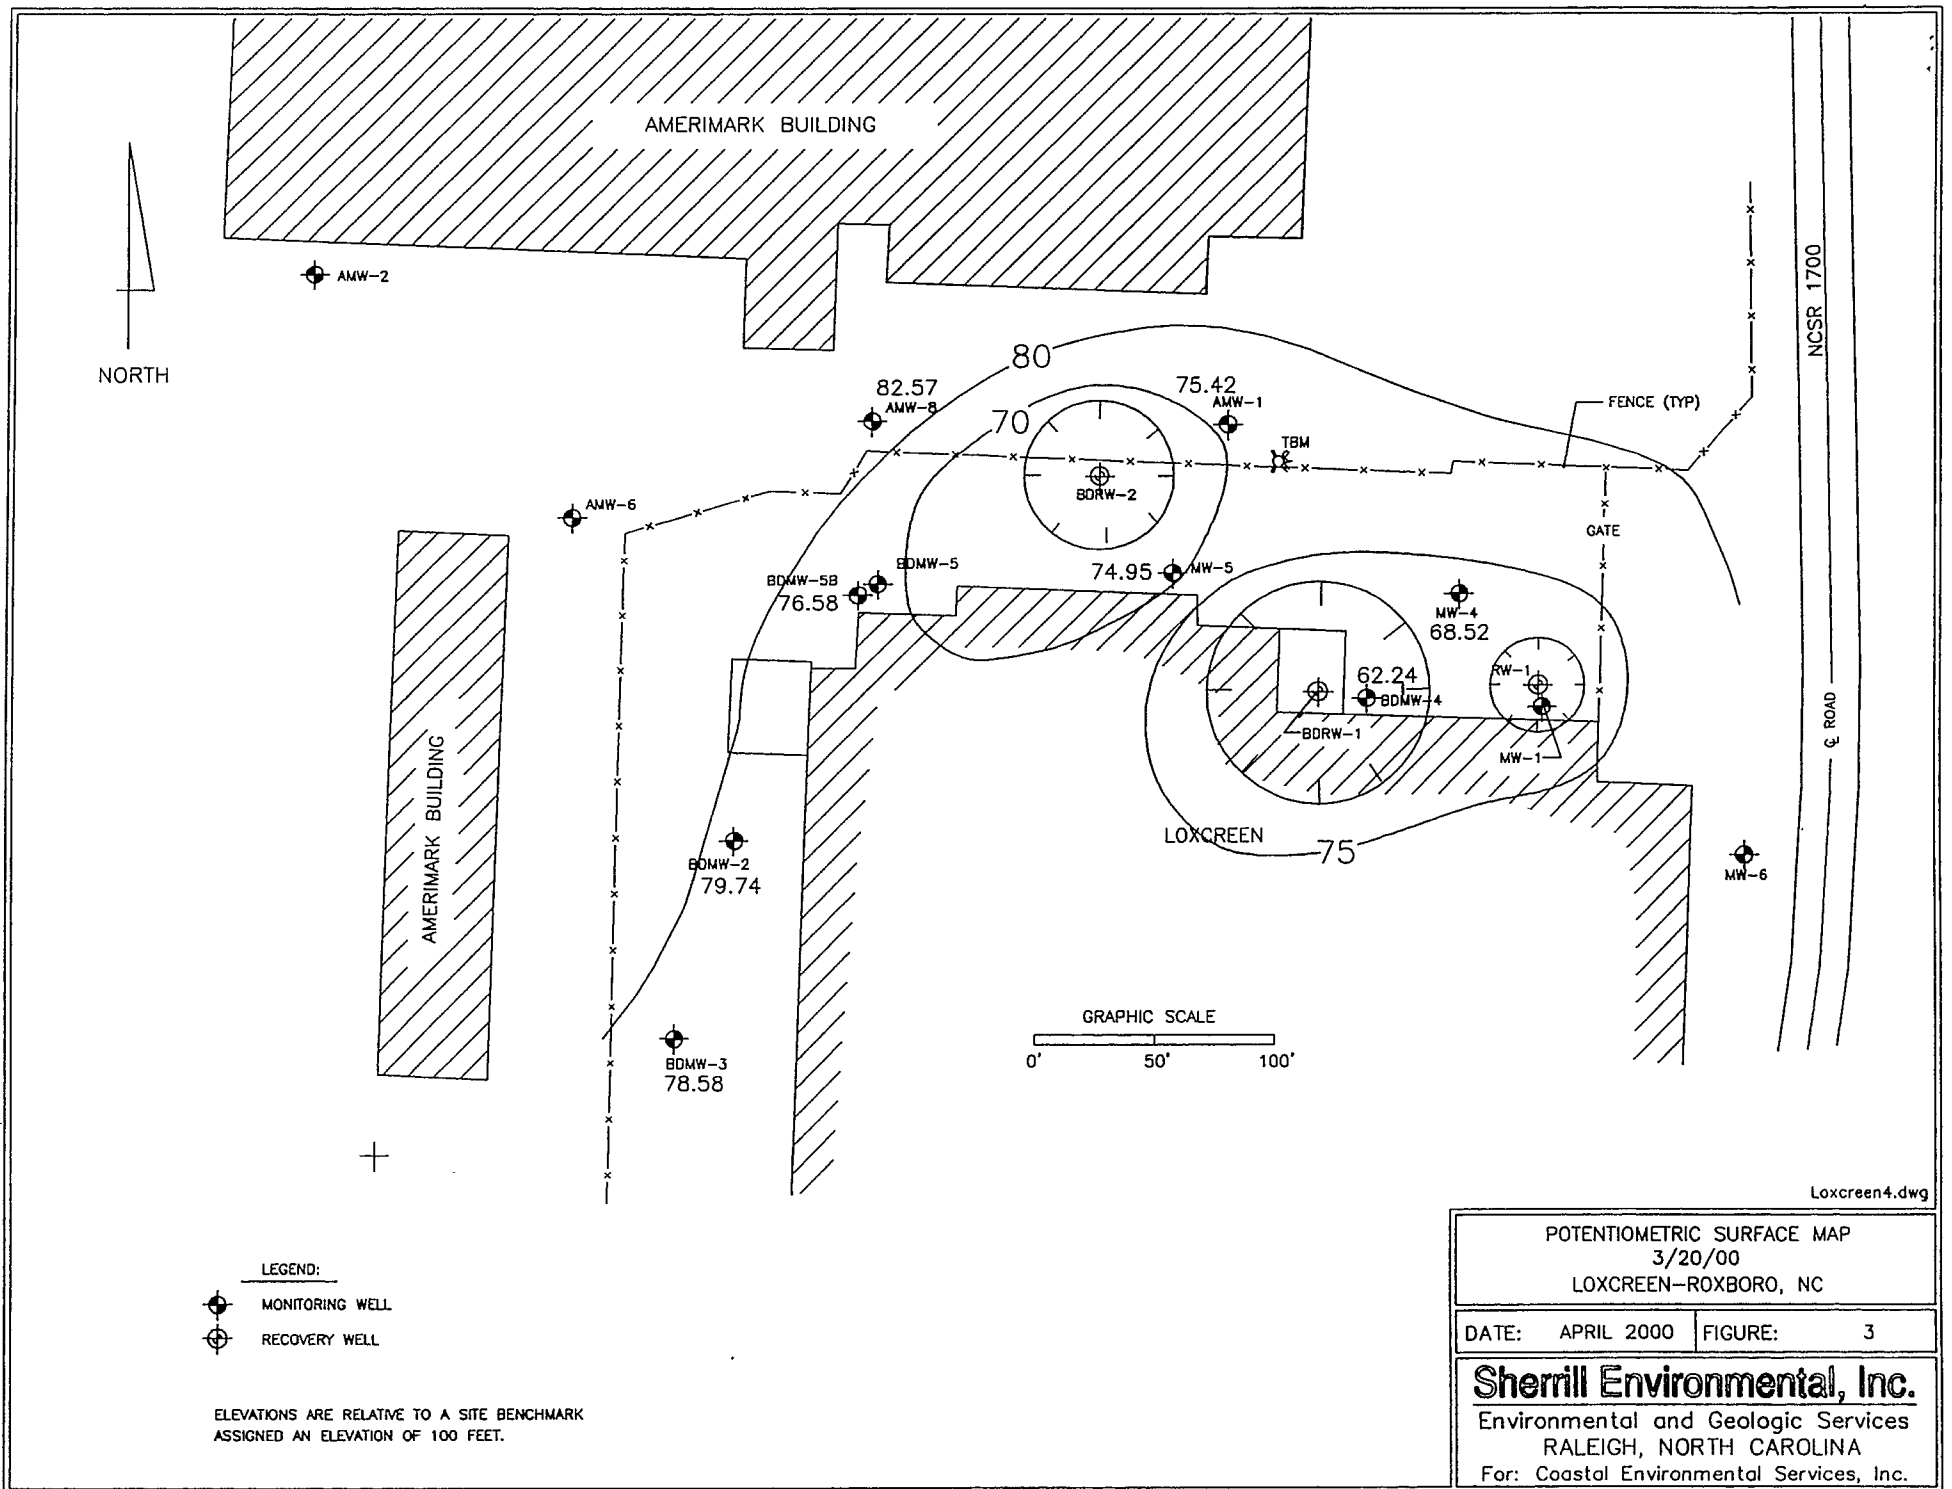 AMERIMARK BUILDING
AMW-2
NORTH
NCSR 1700
80
82.57
AMW-8
75.42
AMW-1
FENCE (TYP)
70
TBM
BDRW-2
AMW-6
GATE
BDMW-5
BDMW-5B
76.58
74.95
MW-5
MW-4
68.52
RW-1
62.24
BDMW-4
BDRW-1
MW-1
℄ ROAD
AMERIMARK BUILDING
LOXCREEN
75
BDMW-2
79.74
MW-6
GRAPHIC SCALE
0' 50' 100'
BDMW-3
78.58
Loxcreen4.dwg
LEGEND:
MONITORING WELL
RECOVERY WELL
ELEVATIONS ARE RELATIVE TO A SITE BENCHMARK
ASSIGNED AN ELEVATION OF 100 FEET.
POTENTIOMETRIC SURFACE MAP
3/20/00
LOXCREEN-ROXBORO, NC
DATE: APRIL 2000 FIGURE: 3
Sherrill Environmental, Inc.
Environmental and Geologic Services
RALEIGH, NORTH CAROLINA
For: Coastal Environmental Services, Inc.